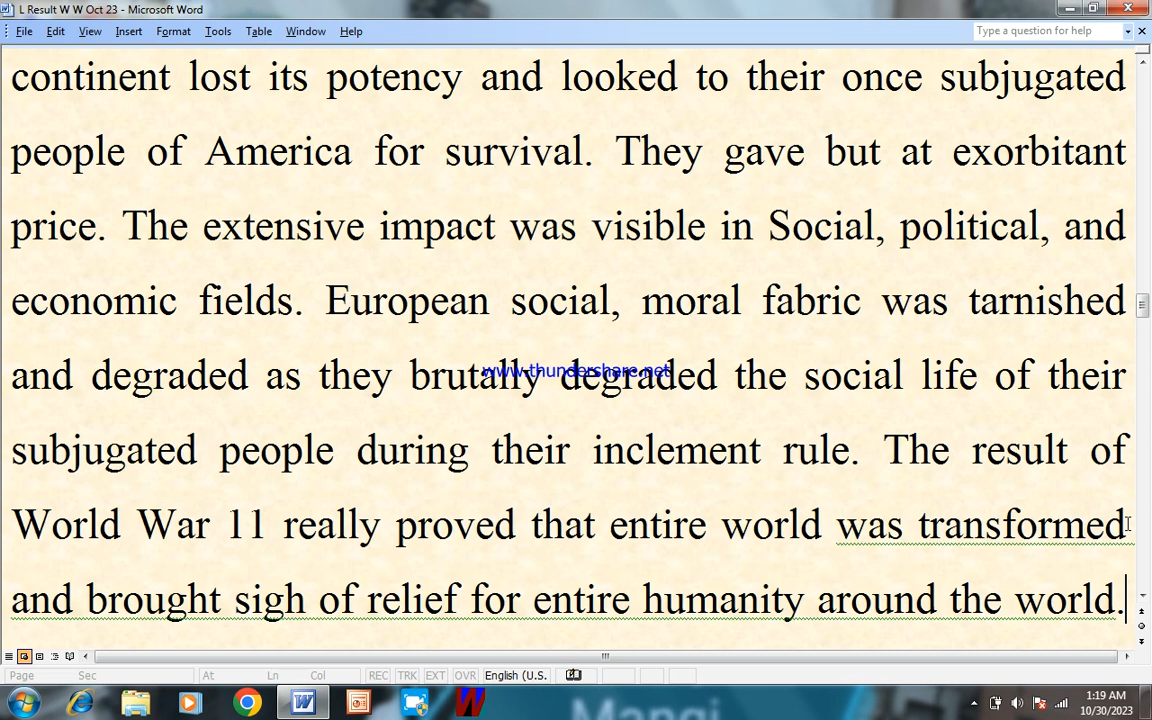 L Result W W Oct 23 - Microsoft Word
File Edit View Insert Format Tools Table Window Help
Type a question for help
continent lost its potency and looked to their once subjugated
people of America for survival. They gave but at exorbitant
price. The extensive impact was visible in Social, political, and
economic fields. European social, moral fabric was tarnished
and degraded as they brutally degraded the social life of their
www.thundershare.net
subjugated people during their inclement rule. The result of
World War 11 really proved that entire world was transformed
and brought sigh of relief for entire humanity around the world.
Page Sec At Ln Col REC TRK EXT OVR English (U.S.
1:19 AM
Mangi
10/30/2023